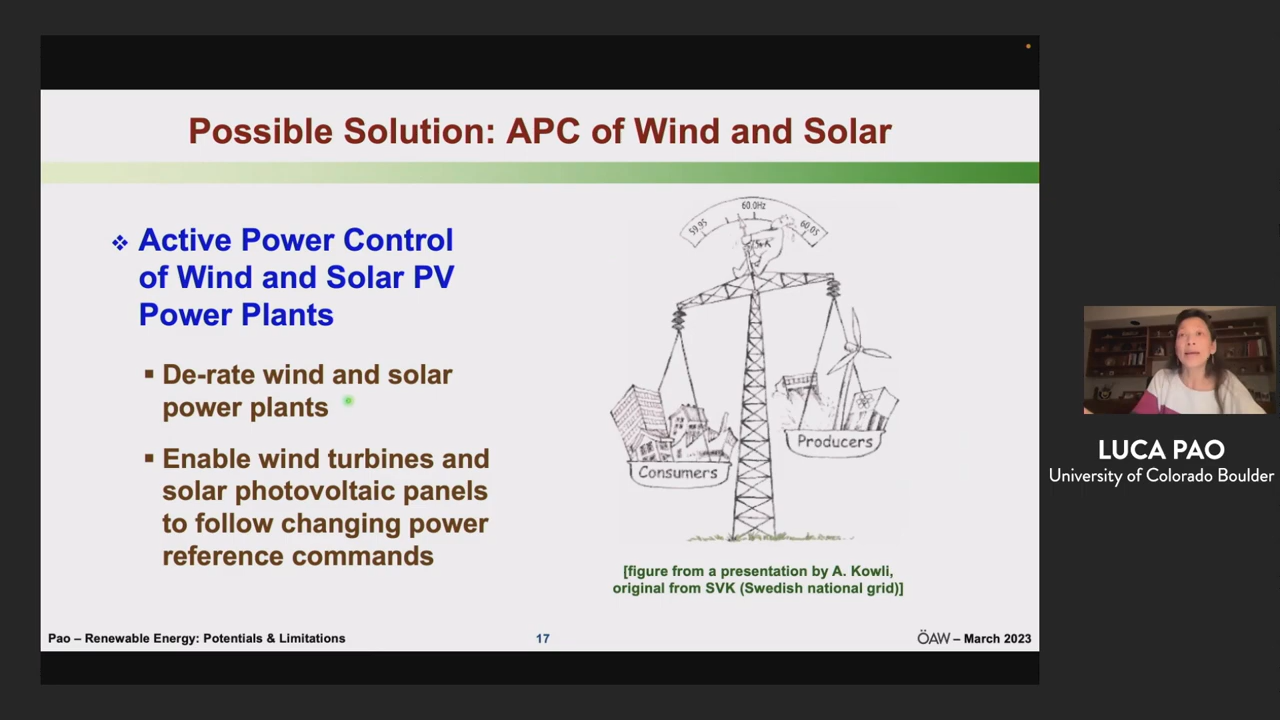 Possible Solution: APC of Wind and Solar
❖ Active Power Control
of Wind and Solar PV
Power Plants
▪ De-rate wind and solar
power plants
▪ Enable wind turbines and
solar photovoltaic panels
to follow changing power
reference commands
59.95 60.0Hz 60.05
SvK
Consumers
Producers
[figure from a presentation by A. Kowli,
original from SVK (Swedish national grid)]
Pao – Renewable Energy: Potentials & Limitations
17
ÖAW – March 2023
LUCA PAO
University of Colorado Boulder